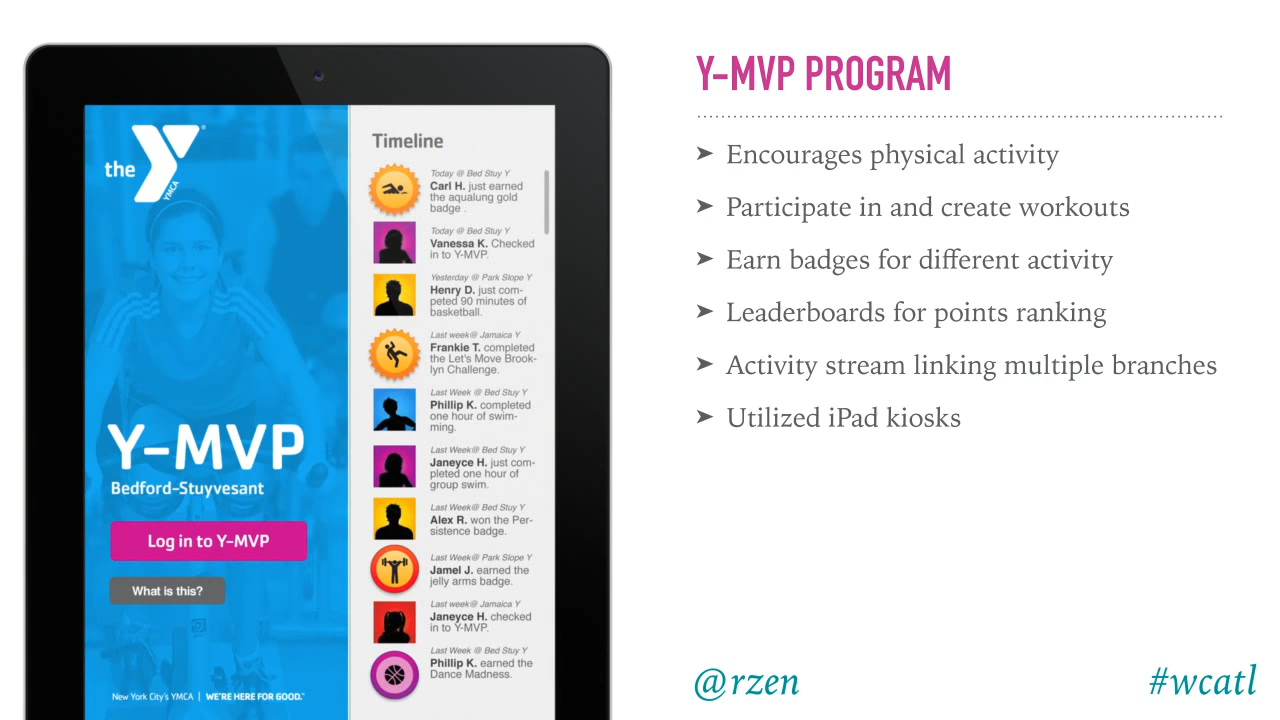 the
YMCA
Y-MVP
Bedford-Stuyvesant
Log in to Y-MVP
What is this?
New York City's YMCA | WE'RE HERE FOR GOOD.™
Timeline
Today @ Bed Stuy Y
Carl H. just earned
the aqualung gold
badge .
Today @ Bed Stuy Y
Vanessa K. Checked
in to Y-MVP.
Yesterday @ Park Slope Y
Henry D. just com-
peted 90 minutes of
basketball.
Last week@ Jamaica Y
Frankie T. completed
the Let's Move Brook-
lyn Challenge.
Last Week @ Bed Stuy Y
Phillip K. completed
one hour of swim-
ming.
Last Week@ Bed Stuy Y
Janeyce H. just com-
pleted one hour of
group swim.
Last Week@ Bed Stuy Y
Alex R. won the Per-
sistence badge.
Last Week@ Park Slope Y
Jamel J. earned the
jelly arms badge.
Last week@ Jamaica Y
Janeyce H. checked
in to Y-MVP.
Last Week @ Bed Stuy Y
Phillip K. earned the
Dance Madness.
Y-MVP PROGRAM
➤ Encourages physical activity
➤ Participate in and create workouts
➤ Earn badges for different activity
➤ Leaderboards for points ranking
➤ Activity stream linking multiple branches
➤ Utilized iPad kiosks
@rzen
#wcatl